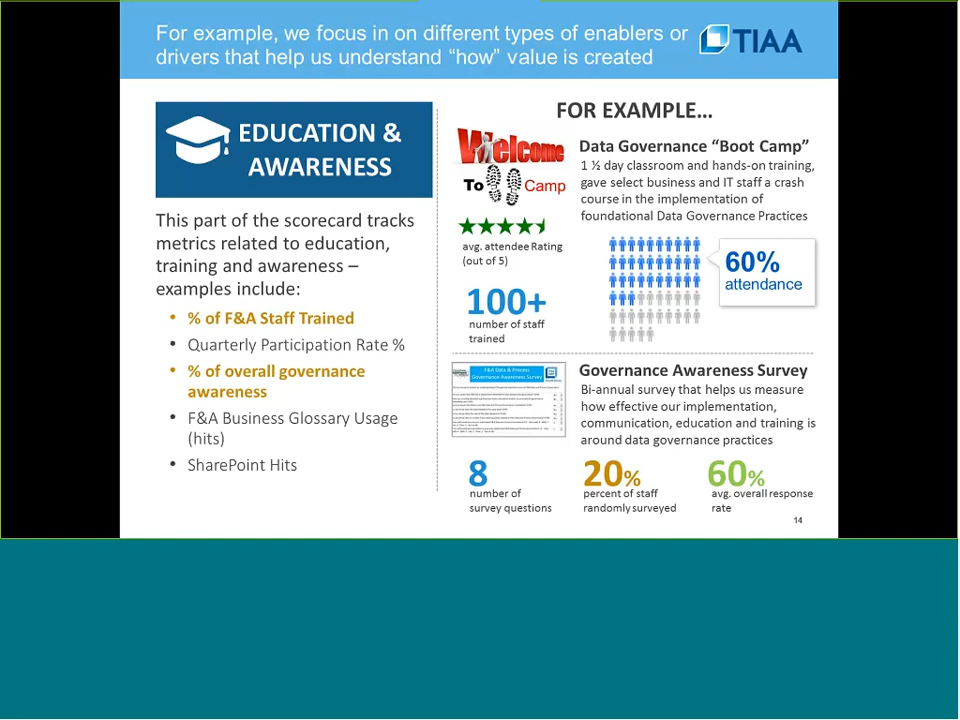 For example, we focus in on different types of enablers or
drivers that help us understand “how” value is created
TIAA
EDUCATION &
AWARENESS
This part of the scorecard tracks
metrics related to education,
training and awareness –
examples include:
• % of F&A Staff Trained
• Quarterly Participation Rate %
• % of overall governance
awareness
• F&A Business Glossary Usage
(hits)
• SharePoint Hits
FOR EXAMPLE...
Welcome
To Camp
avg. attendee Rating
(out of 5)
100+
number of staff
trained
Data Governance “Boot Camp”
1 ½ day classroom and hands-on training,
gave select business and IT staff a crash
course in the implementation of
foundational Data Governance Practices
60%
attendance
F&A Data & Process
Governance Awareness Survey
Governance Awareness Survey
Bi-annual survey that helps us measure
how effective our implementation,
communication, education and training is
around data governance practices
8
number of
survey questions
20%
percent of staff
randomly surveyed
60%
avg. overall response
rate
14